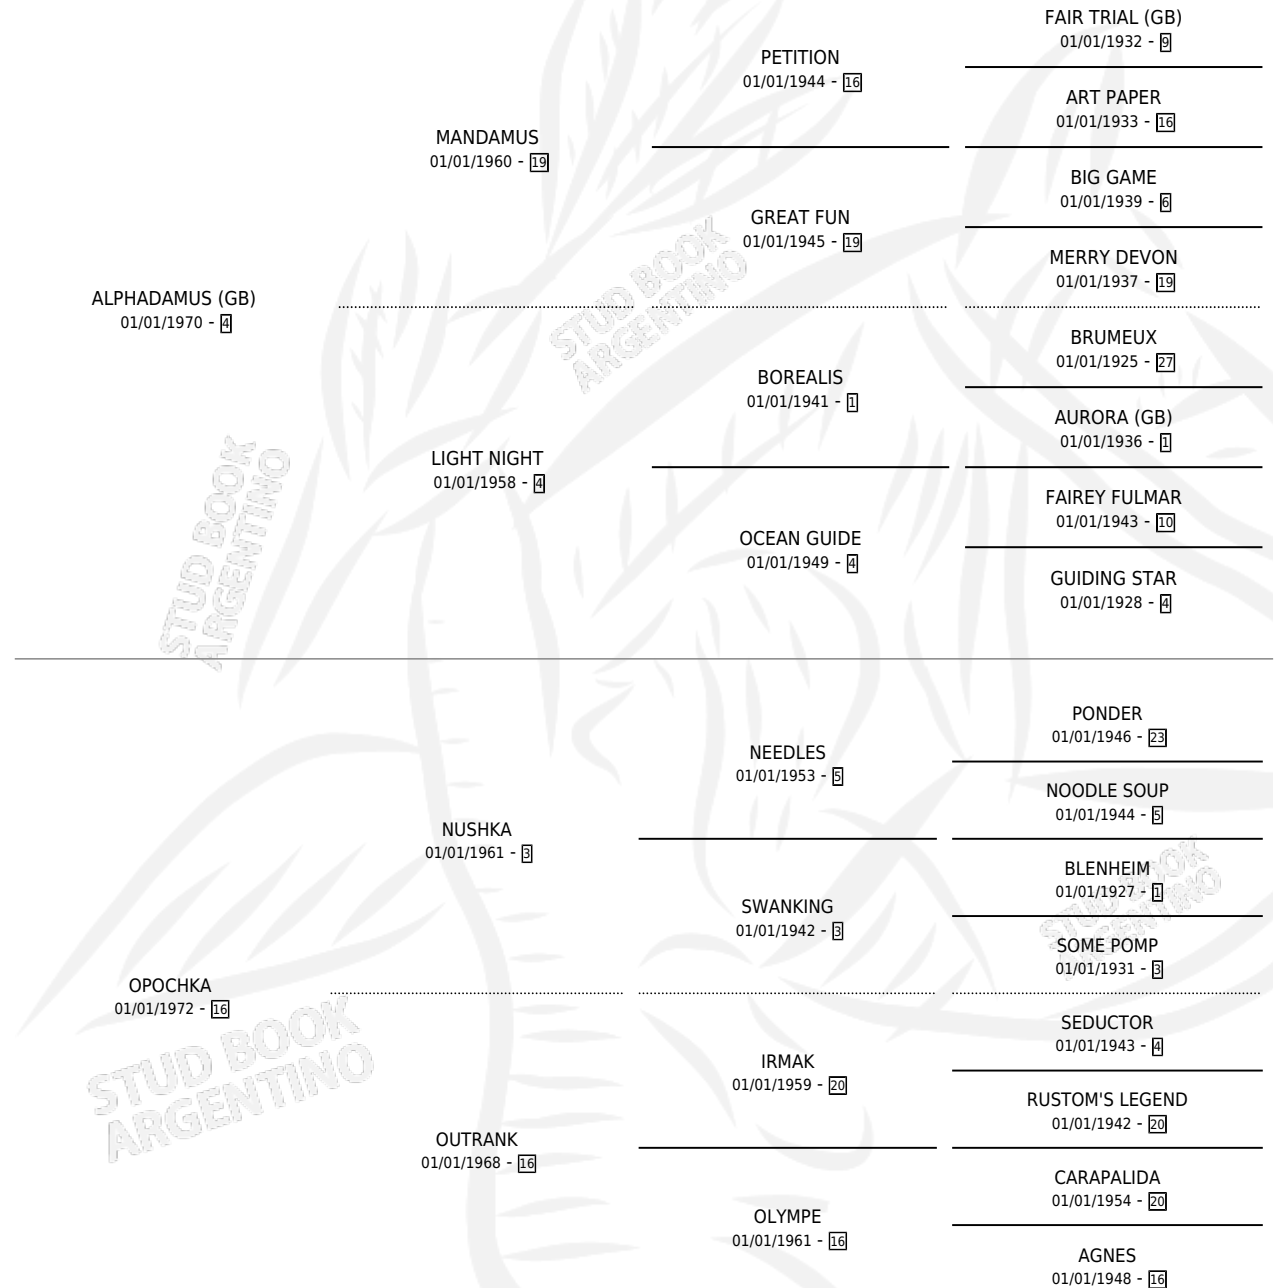 FAIR TRIAL (GB)
01/01/1932 - 9
PETITION
01/01/1944 - 16
ART PAPER
01/01/1933 - 16
MANDAMUS
01/01/1960 - 19
BIG GAME
01/01/1939 - 6
GREAT FUN
01/01/1945 - 19
MERRY DEVON
01/01/1937 - 19
ALPHADAMUS (GB)
01/01/1970 - 4
BRUMEUX
01/01/1925 - 27
BOREALIS
01/01/1941 - 1
AURORA (GB)
01/01/1936 - 1
LIGHT NIGHT
01/01/1958 - 4
FAIREY FULMAR
01/01/1943 - 10
OCEAN GUIDE
01/01/1949 - 4
GUIDING STAR
01/01/1928 - 4
PONDER
01/01/1946 - 23
NEEDLES
01/01/1953 - 5
NOODLE SOUP
01/01/1944 - 5
NUSHKA
01/01/1961 - 3
BLENHEIM
01/01/1927 - 1
SWANKING
01/01/1942 - 3
SOME POMP
01/01/1931 - 3
OPOCHKA
01/01/1972 - 16
SEDUCTOR
01/01/1943 - 4
IRMAK
01/01/1959 - 20
RUSTOM'S LEGEND
01/01/1942 - 20
OUTRANK
01/01/1968 - 16
CARAPALIDA
01/01/1954 - 20
OLYMPE
01/01/1961 - 16
AGNES
01/01/1948 - 16
STUD BOOK
ARGENTINO
STUD BOOK
ARGENTINO
STUD BOOK
ARGENTINO
STUD BOOK
ARGENTINO